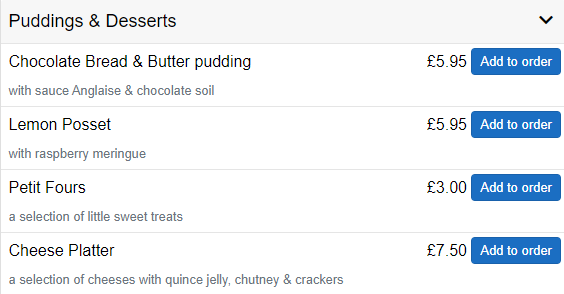 Puddings & Desserts
Chocolate Bread & Butter pudding £5.95 Add to order
with sauce Anglaise & chocolate soil
Lemon Posset £5.95 Add to order
with raspberry meringue
Petit Fours £3.00 Add to order
a selection of little sweet treats
Cheese Platter £7.50 Add to order
a selection of cheeses with quince jelly, chutney & crackers